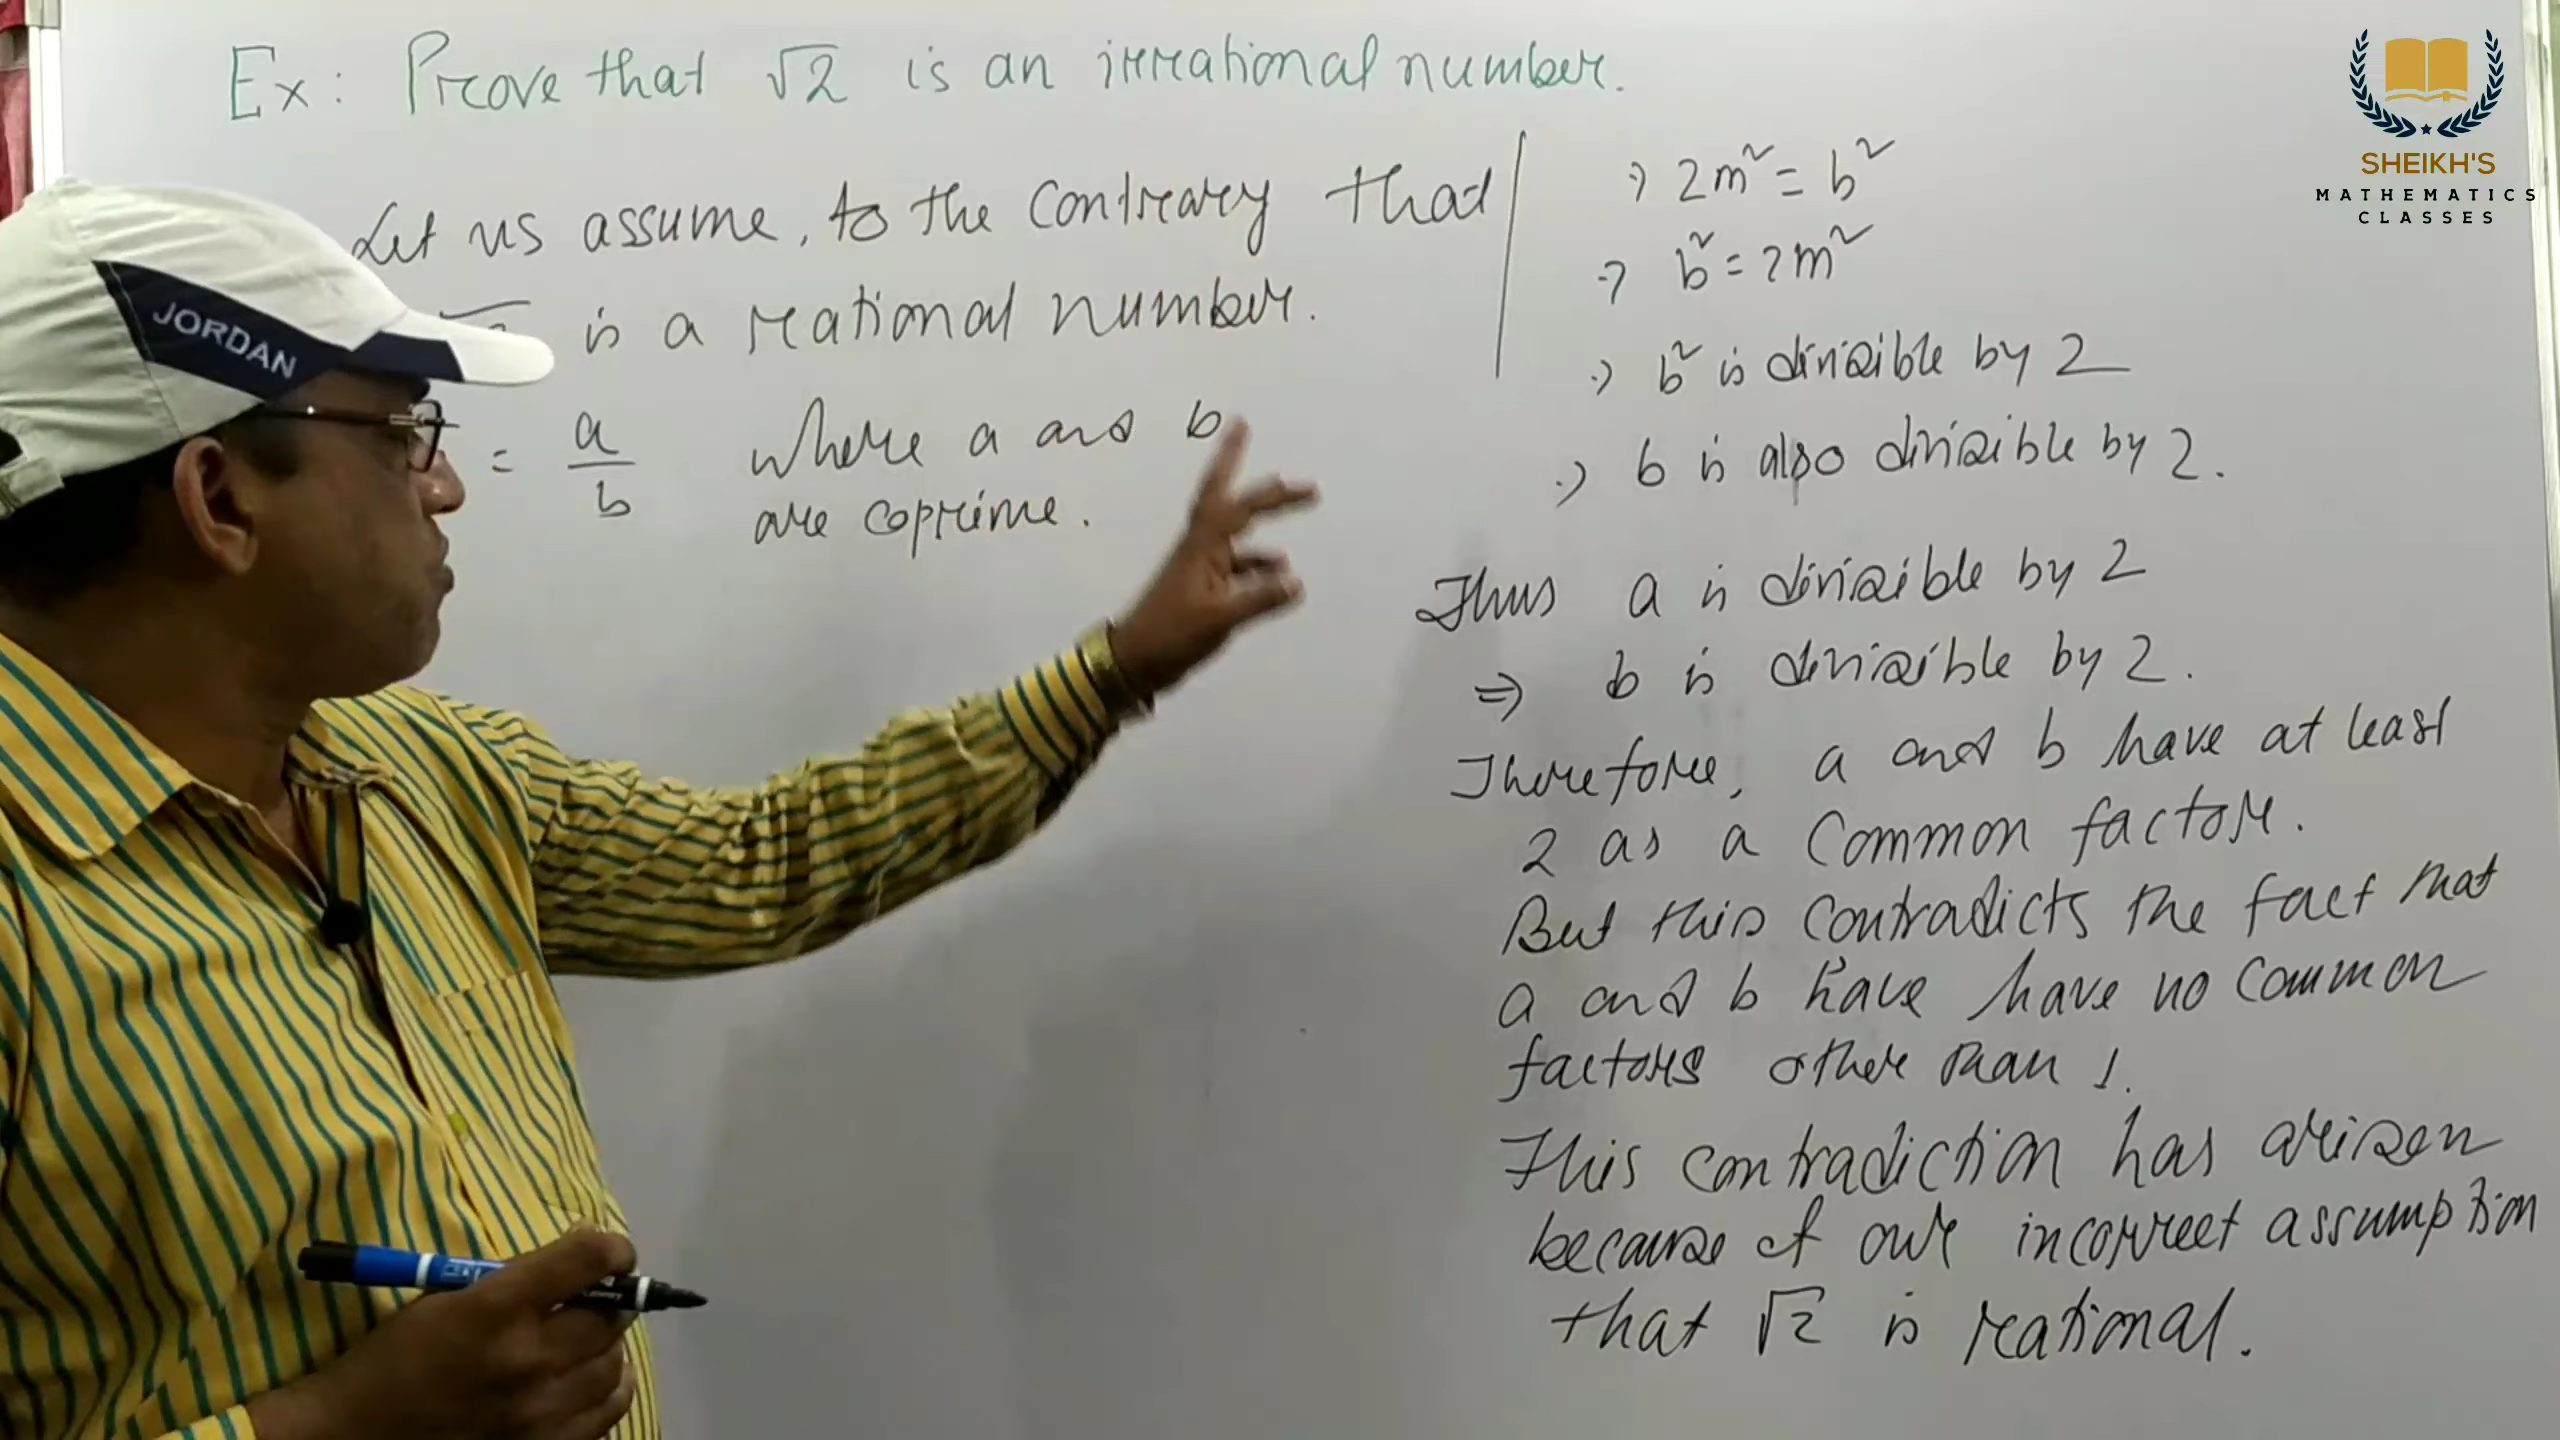 Ex: Prove that √2 is an irrational number.
Let us assume, to the contrary that
is a rational number.
= a/b where a and b
are coprime.
⇒ 2m² = b²
⇒ b² = 2m²
⇒ b² is divisible by 2
⇒ b is also divisible by 2.
Thus a is divisible by 2
⇒ b is divisible by 2.
Therefore, a and b have at least
2 as a common factor.
But this contradicts the fact that
a and b have have no common
factors other than 1.
This contradiction has arisen
because of our incorrect assumption
that √2 is rational.
JORDAN
SHEIKH'S
MATHEMATICS
CLASSES